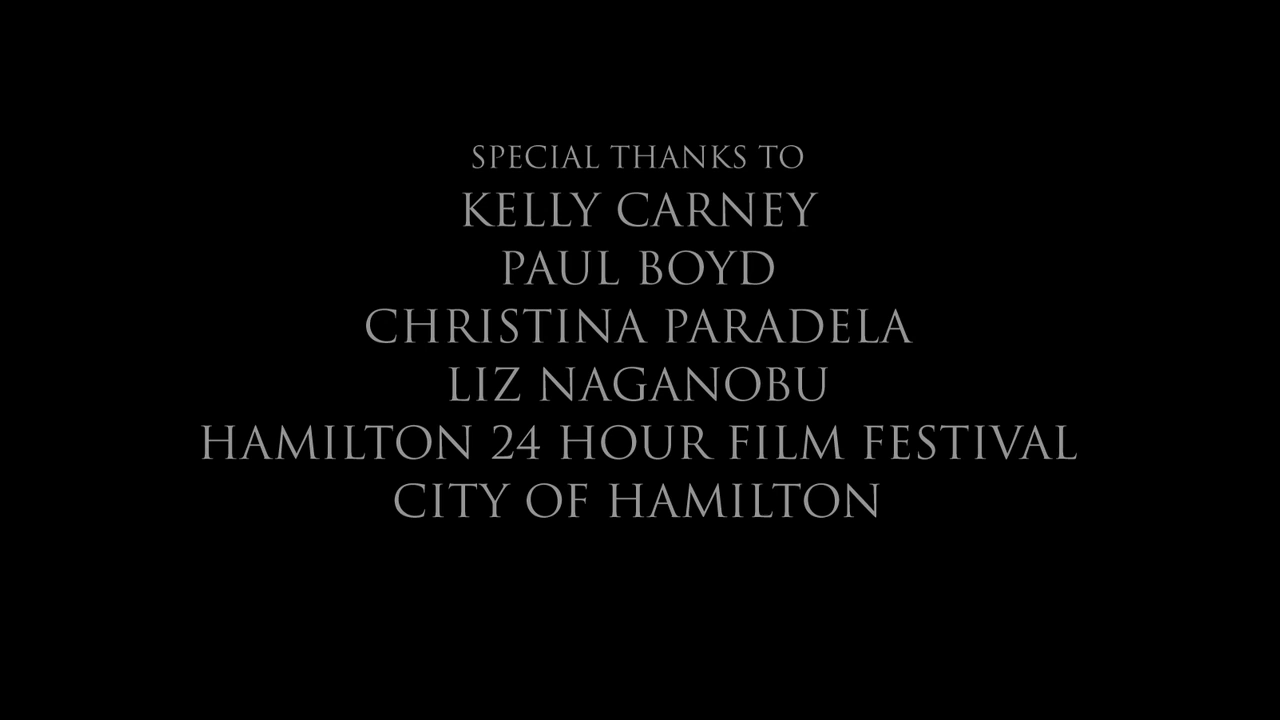 SPECIAL THANKS TO
KELLY CARNEY
PAUL BOYD
CHRISTINA PARADELA
LIZ NAGANOBU
HAMILTON 24 HOUR FILM FESTIVAL
CITY OF HAMILTON